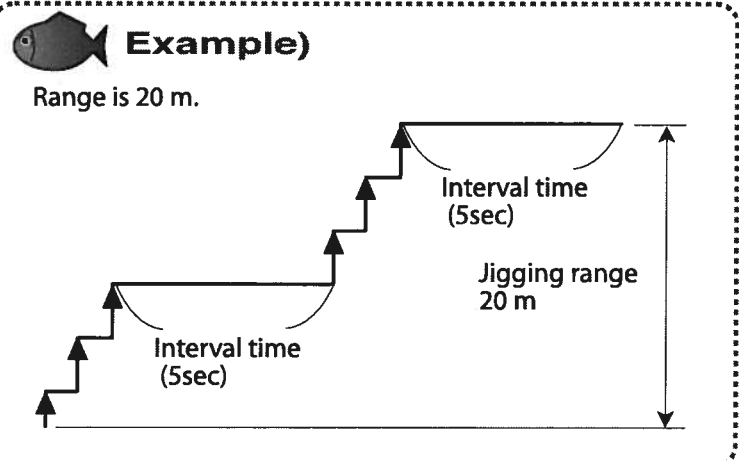 Example)
Range is 20 m.
Interval time
(5sec)
Jigging range
20 m
Interval time
(5sec)